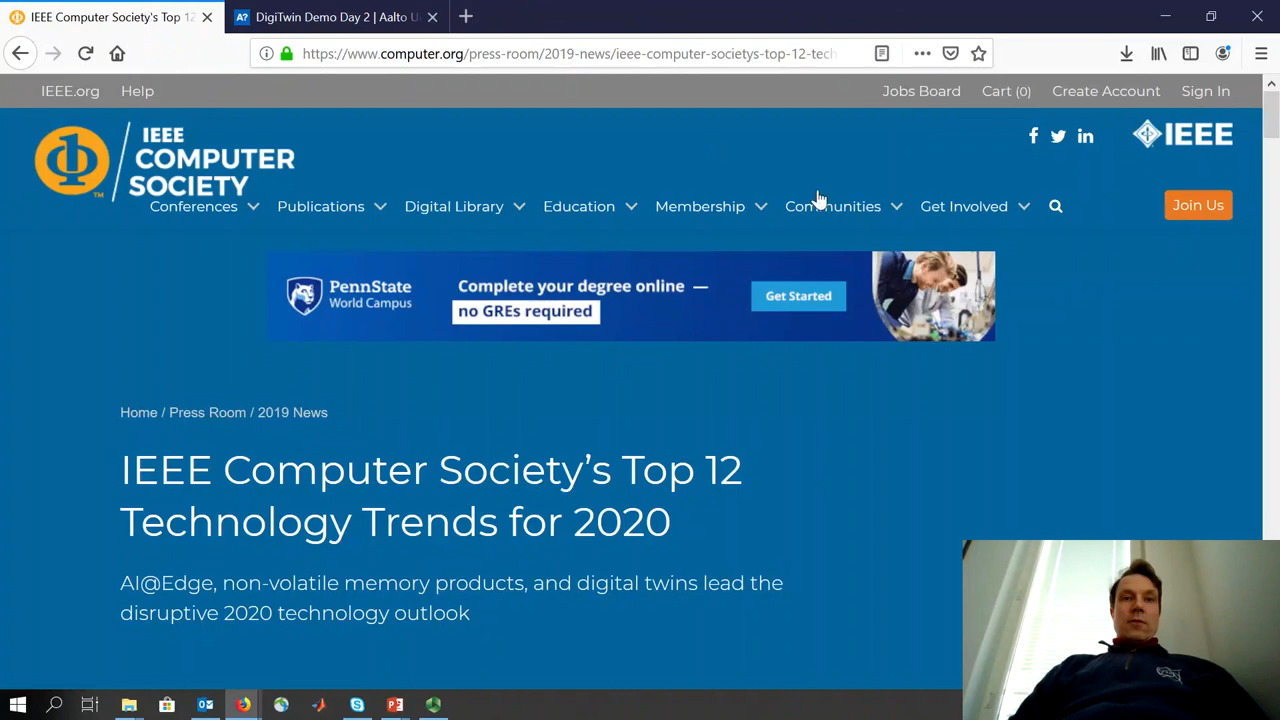 IEEE Computer Society's Top 12
DigiTwin Demo Day 2 | Aalto U
https://www.computer.org/press-room/2019-news/ieee-computer-societys-top-12-tech
IEEE.org Help Jobs Board Cart (0) Create Account Sign In
IEEE
COMPUTER
SOCIETY
TM
IEEE
Conferences Publications Digital Library Education Membership Communities Get Involved Join Us
PennState
World Campus
Complete your degree online —
no GREs required
Get Started
Home / Press Room / 2019 News
IEEE Computer Society’s Top 12
Technology Trends for 2020
AI@Edge, non-volatile memory products, and digital twins lead the
disruptive 2020 technology outlook